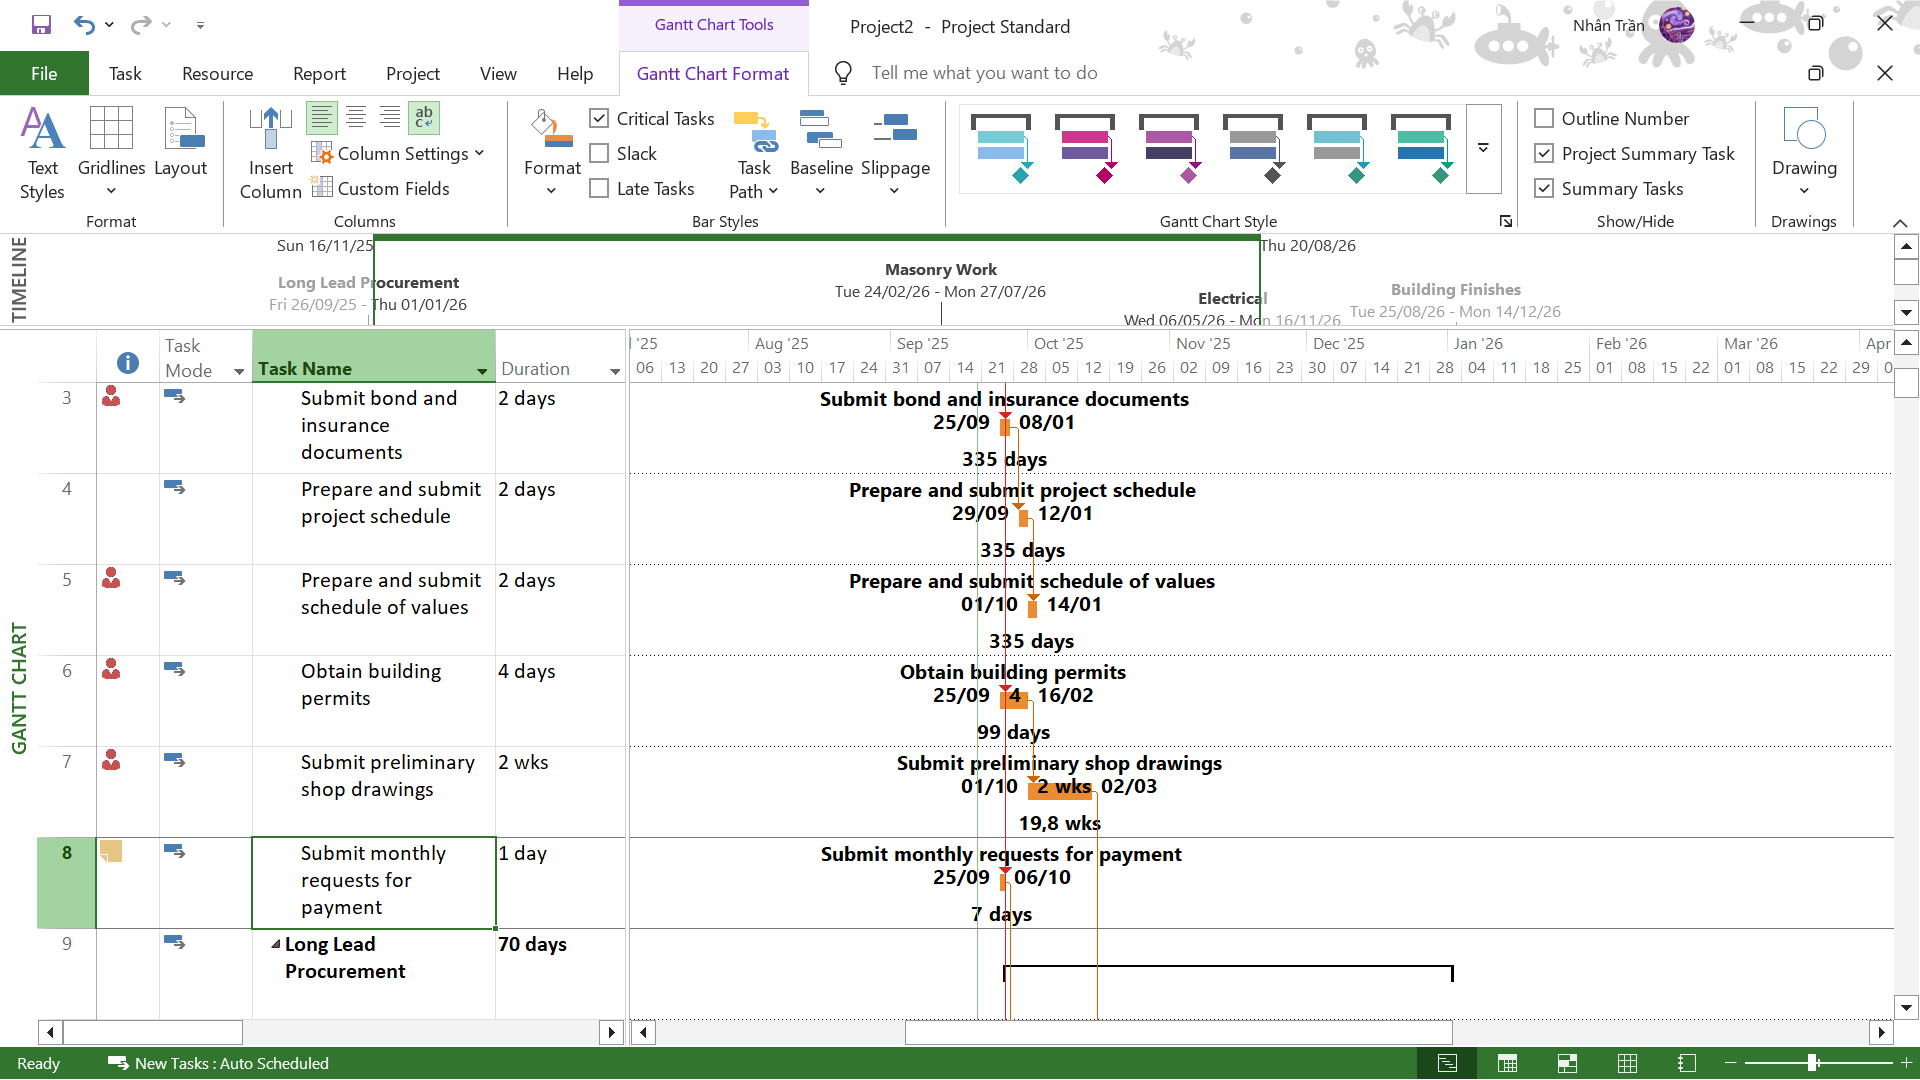 Gantt Chart Tools
Project2 - Project Standard
Nhân Trần
File
Task
Resource
Report
Project
View
Help
Gantt Chart Format
Tell me what you want to do
Text Styles
Gridlines
Layout
Format
Insert Column
ab
c
Column Settings
Custom Fields
Columns
Format
Critical Tasks
Slack
Late Tasks
Task Path
Baseline
Slippage
Bar Styles
Gantt Chart Style
Outline Number
Project Summary Task
Summary Tasks
Show/Hide
Drawing
Drawings
TIMELINE
Sun 16/11/25
Thu 20/08/26
Long Lead Procurement
Fri 26/09/25 - Thu 01/01/26
Masonry Work
Tue 24/02/26 - Mon 27/07/26
Electrical
Wed 06/05/26 - Mon 16/11/26
Building Finishes
Tue 25/08/26 - Mon 14/12/26
GANTT CHART
Task Mode
Task Name
Duration
'25
Aug '25
Sep '25
Oct '25
Nov '25
Dec '25
Jan '26
Feb '26
Mar '26
Apr
06 13 20 27 03 10 17 24 31 07 14 21 28 05 12 19 26 02 09 16 23 30 07 14 21 28 04 11 18 25 01 08 15 22 01 08 15 22 29 0
3
Submit bond and
insurance
documents
2 days
Submit bond and insurance documents
25/09 08/01
335 days
4
Prepare and submit
project schedule
2 days
Prepare and submit project schedule
29/09 12/01
335 days
5
Prepare and submit
schedule of values
2 days
Prepare and submit schedule of values
01/10 14/01
335 days
6
Obtain building
permits
4 days
Obtain building permits
25/09 4 16/02
99 days
7
Submit preliminary
shop drawings
2 wks
Submit preliminary shop drawings
01/10 2 wks 02/03
19,8 wks
8
Submit monthly
requests for
payment
1 day
Submit monthly requests for payment
25/09 06/10
7 days
9
Long Lead
Procurement
70 days
Ready
New Tasks : Auto Scheduled